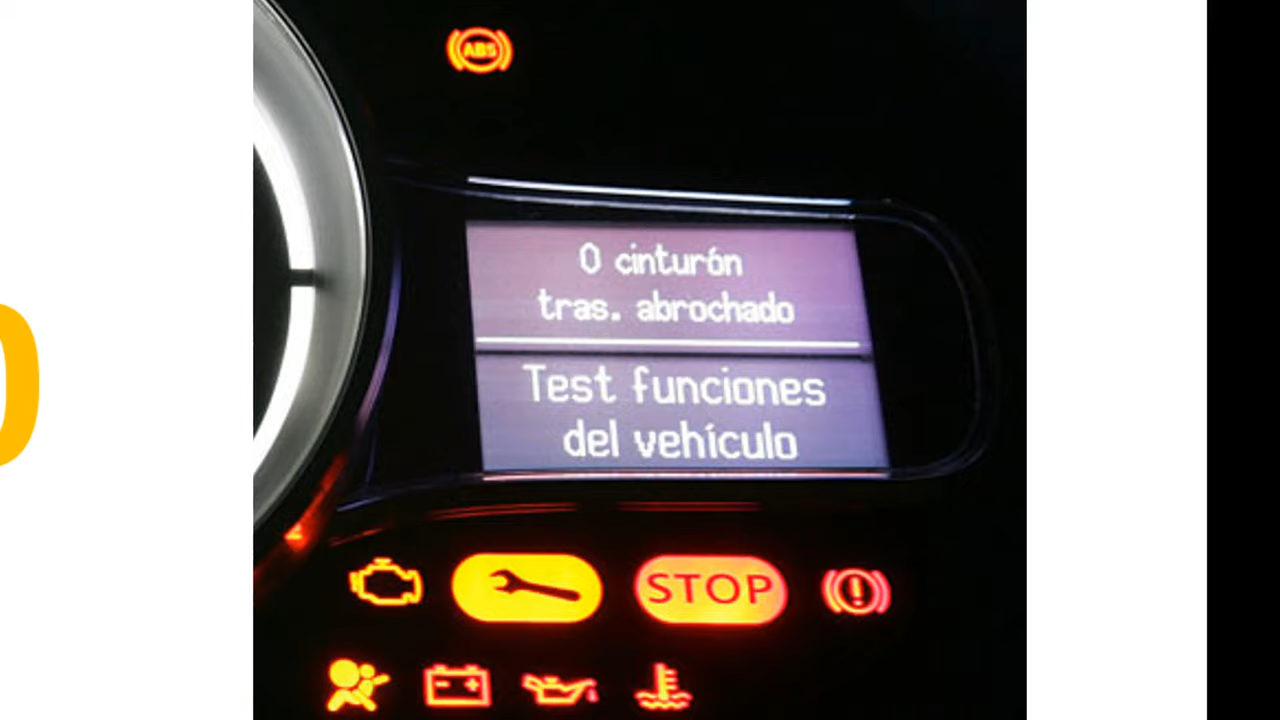 ABS
0 cinturón
tras. abrochado
Test funciones
del vehículo
STOP